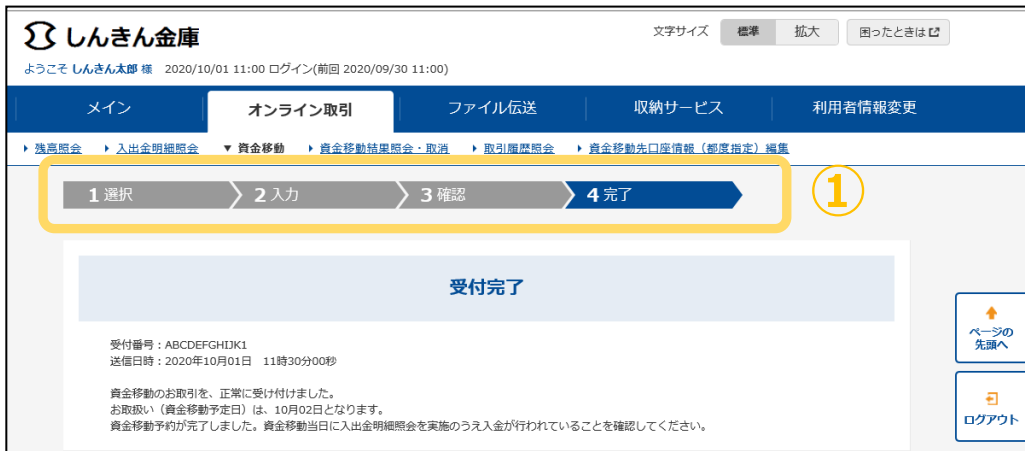 しんきん金庫
文字サイズ 標準 拡大 困ったときは
ようこそ しんきん太郎 様 2020/10/01 11:00 ログイン(前回 2020/09/30 11:00)
メイン オンライン取引 ファイル伝送 収納サービス 利用者情報変更
残高照会 入出金明細照会 ▼ 資金移動 資金移動結果照会・取消 取引履歴照会 資金移動先口座情報（都度指定）編集
1 選択 2 入力 3 確認 4 完了 ①
受付完了
受付番号：ABCDEFGHIJK1
送信日時：2020年10月01日 11時30分00秒
資金移動のお取引を、正常に受け付けました。
お取扱い（資金移動予定日）は、10月02日となります。
資金移動予約が完了しました。資金移動当日に入出金明細照会を実施のうえ入金が行われていることを確認してください。
ページの
先頭へ
ログアウト